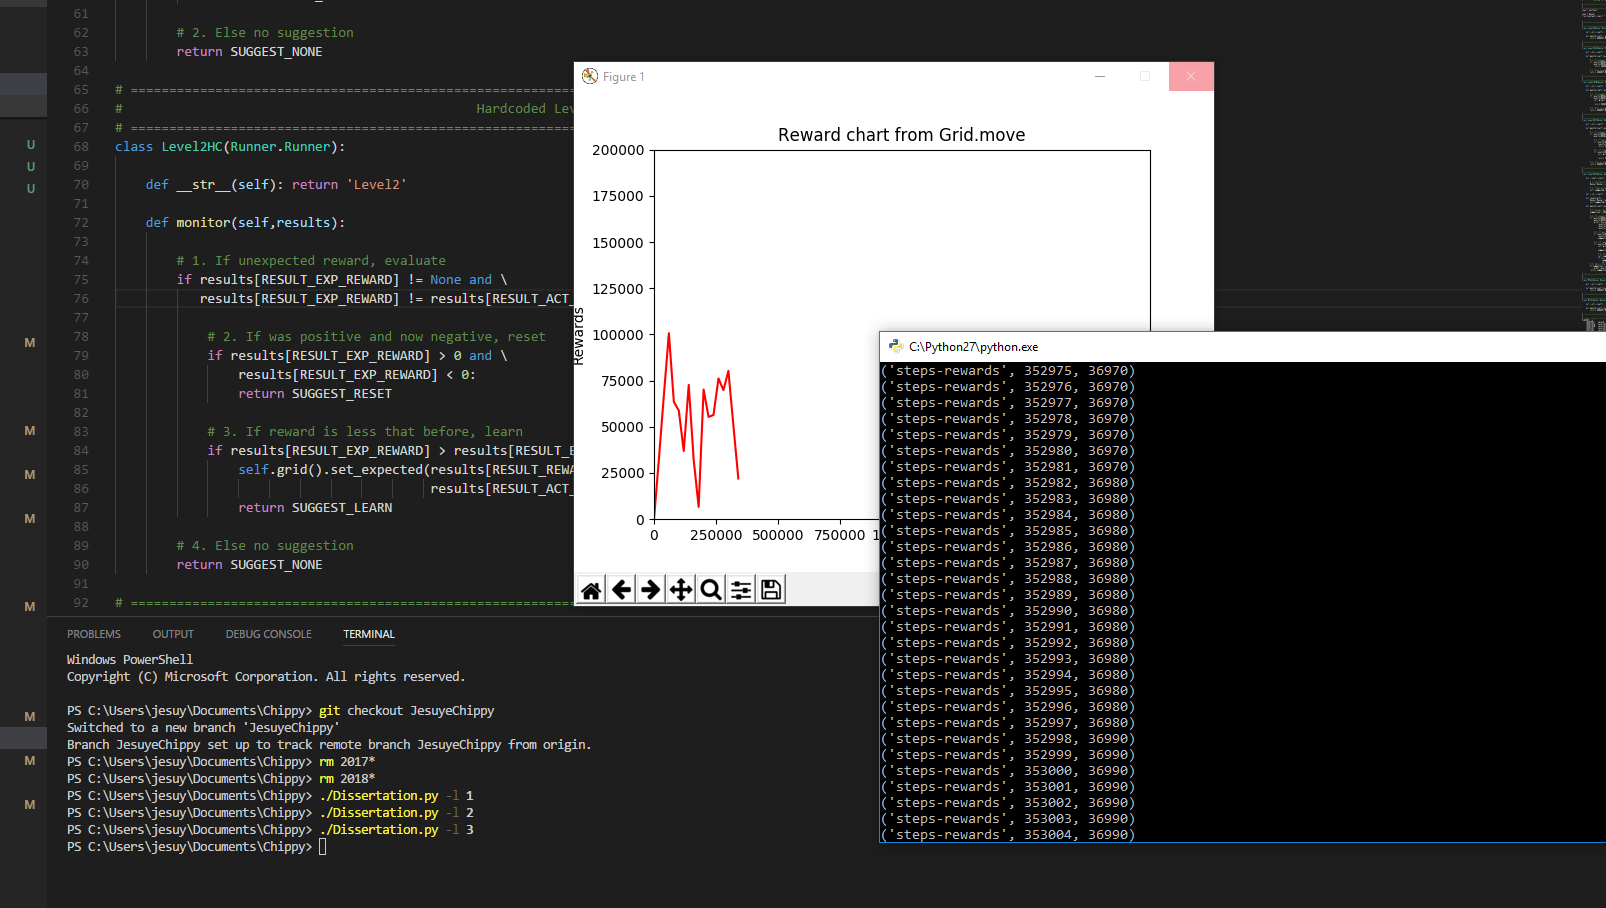 61
62 # 2. Else no suggestion
63 return SUGGEST_NONE
64
65 # ==========================================================
66 # Hardcoded Lev
67 # ==========================================================
68 class Level2HC(Runner.Runner):
69
70 def __str__(self): return 'Level2'
71
72 def monitor(self,results):
73
74 # 1. If unexpected reward, evaluate
75 if results[RESULT_EXP_REWARD] != None and \
76 results[RESULT_EXP_REWARD] != results[RESULT_ACT_
77
78 # 2. If was positive and now negative, reset
79 if results[RESULT_EXP_REWARD] > 0 and \
80 results[RESULT_EXP_REWARD] < 0:
81 return SUGGEST_RESET
82
83 # 3. If reward is less that before, learn
84 if results[RESULT_EXP_REWARD] > results[RESULT_E
85 self.grid().set_expected(results[RESULT_REWA
86 results[RESULT_ACT_
87 return SUGGEST_LEARN
88
89 # 4. Else no suggestion
90 return SUGGEST_NONE
91
92 # ==========================================================
U
U
U
M
M
M
M
M
M
M
M
Figure 1
Reward chart from Grid.move
200000
175000
150000
125000
100000
75000
50000
25000
0
Rewards
0 250000 500000 750000 1
C:\Python27\python.exe
('steps-rewards', 352975, 36970)
('steps-rewards', 352976, 36970)
('steps-rewards', 352977, 36970)
('steps-rewards', 352978, 36970)
('steps-rewards', 352979, 36970)
('steps-rewards', 352980, 36970)
('steps-rewards', 352981, 36970)
('steps-rewards', 352982, 36980)
('steps-rewards', 352983, 36980)
('steps-rewards', 352984, 36980)
('steps-rewards', 352985, 36980)
('steps-rewards', 352986, 36980)
('steps-rewards', 352987, 36980)
('steps-rewards', 352988, 36980)
('steps-rewards', 352989, 36980)
('steps-rewards', 352990, 36980)
('steps-rewards', 352991, 36980)
('steps-rewards', 352992, 36980)
('steps-rewards', 352993, 36980)
('steps-rewards', 352994, 36980)
('steps-rewards', 352995, 36980)
('steps-rewards', 352996, 36980)
('steps-rewards', 352997, 36980)
('steps-rewards', 352998, 36990)
('steps-rewards', 352999, 36990)
('steps-rewards', 353000, 36990)
('steps-rewards', 353001, 36990)
('steps-rewards', 353002, 36990)
('steps-rewards', 353003, 36990)
('steps-rewards', 353004, 36990)
PROBLEMS OUTPUT DEBUG CONSOLE TERMINAL
Windows PowerShell
Copyright (C) Microsoft Corporation. All rights reserved.
PS C:\Users\jesuy\Documents\Chippy> git checkout JesuyeChippy
Switched to a new branch 'JesuyeChippy'
Branch JesuyeChippy set up to track remote branch JesuyeChippy from origin.
PS C:\Users\jesuy\Documents\Chippy> rm 2017*
PS C:\Users\jesuy\Documents\Chippy> rm 2018*
PS C:\Users\jesuy\Documents\Chippy> ./Dissertation.py -l 1
PS C:\Users\jesuy\Documents\Chippy> ./Dissertation.py -l 2
PS C:\Users\jesuy\Documents\Chippy> ./Dissertation.py -l 3
PS C:\Users\jesuy\Documents\Chippy>